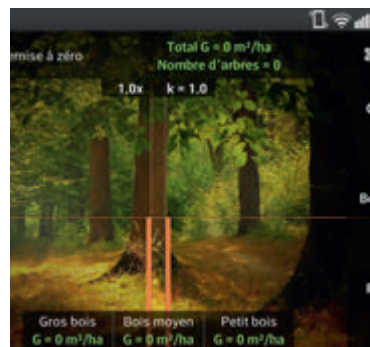 emise à zéro
Total G = 0 m²/ha
Nombre d'arbres = 0
1,0x k = 1,0
Gros bois Bois moyen Petit bois
G = 0 m²/ha G = 0 m²/ha G = 0 m²/ha